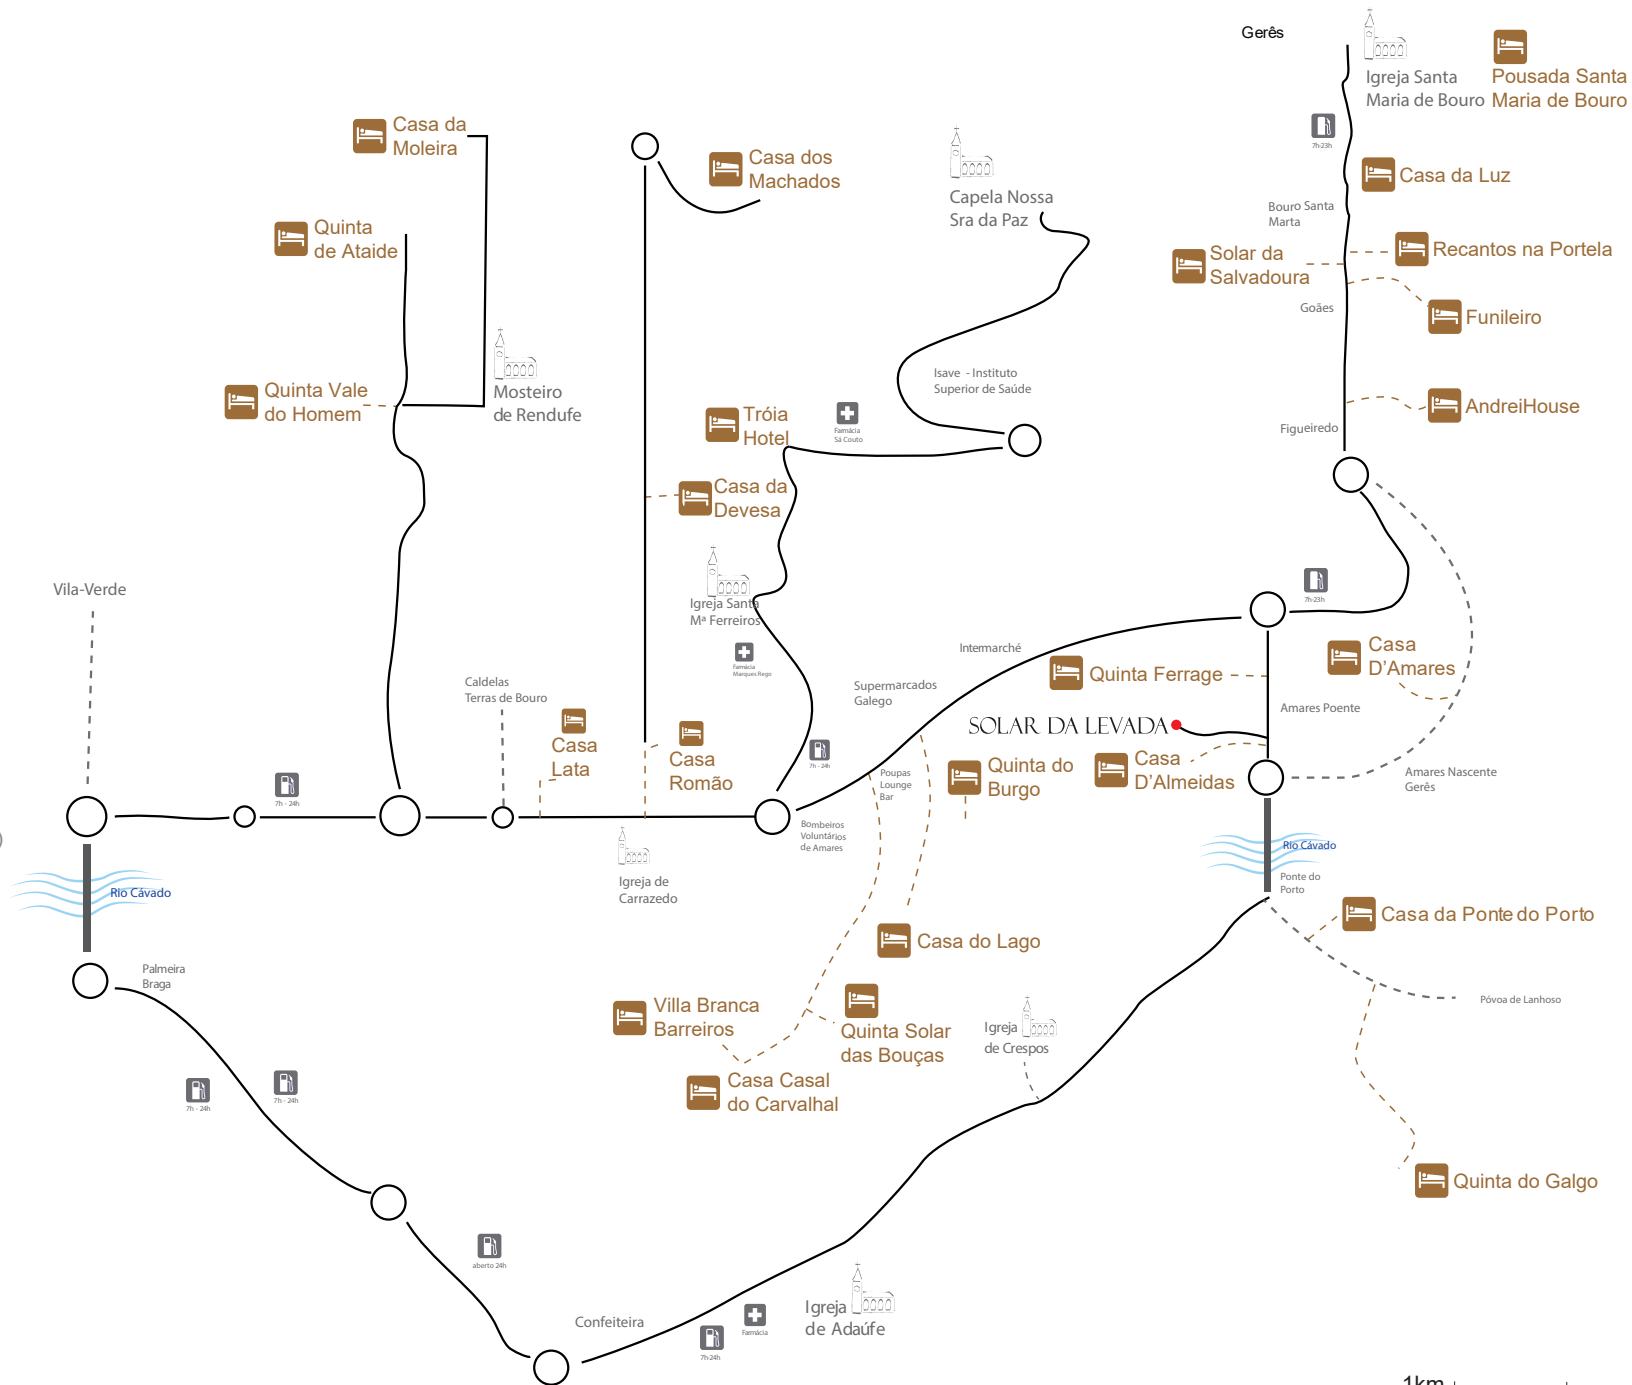 Gerês
Igreja Santa
Maria de Bouro
Pousada Santa
Maria de Bouro
7h-23h
Casa da
Moleira
Casa dos
Machados
Casa da Luz
Capela Nossa
Sra da Paz
Bouro Santa
Marta
Quinta
de Ataide
Solar da
Salvadoura
Recantos na Portela
Goães
Funileiro
Isave - Instituto
Superior de Saúde
Quinta Vale
do Homem
Mosteiro
de Rendufe
Tróia
Hotel
Farmácia
Sá Couto
AndreiHouse
Figueiredo
Casa da
Devesa
Vila-Verde
Igreja Santa
Mª Ferreiros
7h-23h
Farmácia
Marques Rego
Intermarché
Casa
D'Amares
Quinta Ferrage
Caldelas
Terras de Bouro
Supermarcados
Galego
Amares Poente
SOLAR DA LEVADA
Casa
Lata
Casa
Romão
7h - 24h
Poupas
Lounge
Bar
Quinta do
Burgo
Casa
D'Almeidas
Amares Nascente
Gerês
7h - 24h
Bombeiros
Voluntários
de Amares
Rio Cávado
Igreja de
Carrazedo
Rio Cávado
Ponte do
Porto
Casa da Ponte do Porto
Casa do Lago
Palmeira
Braga
Póvoa de Lanhoso
Villa Branca
Barreiros
Quinta Solar
das Bouças
Igreja
de Crespos
Casa Casal
do Carvalhal
7h - 24h
7h - 24h
Quinta do Galgo
aberto 24h
Confeiteira
Farmácia
7h-24h
Igreja
de Adaúfe
1km